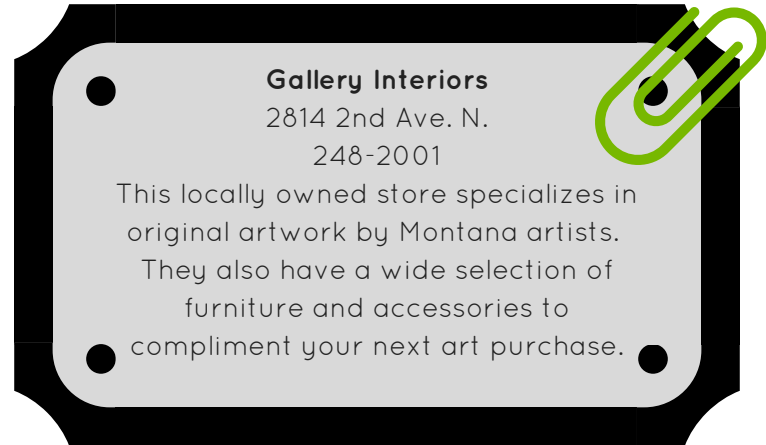 Gallery Interiors
2814 2nd Ave. N.
248-2001
This locally owned store specializes in
original artwork by Montana artists.
They also have a wide selection of
furniture and accessories to
compliment your next art purchase.